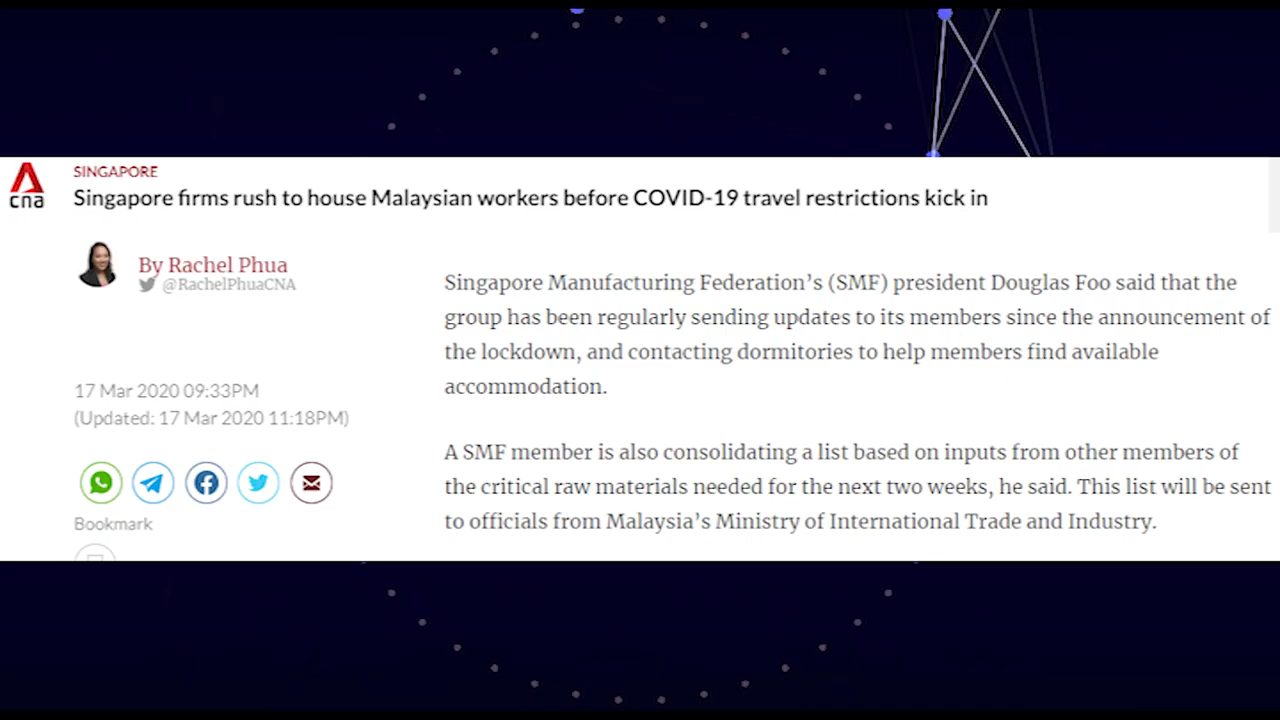 cna
SINGAPORE
Singapore firms rush to house Malaysian workers before COVID-19 travel restrictions kick in
By Rachel Phua
@RachelPhuaCNA
17 Mar 2020 09:33PM
(Updated: 17 Mar 2020 11:18PM)
Bookmark
Singapore Manufacturing Federation’s (SMF) president Douglas Foo said that the
group has been regularly sending updates to its members since the announcement of
the lockdown, and contacting dormitories to help members find available
accommodation.
A SMF member is also consolidating a list based on inputs from other members of
the critical raw materials needed for the next two weeks, he said. This list will be sent
to officials from Malaysia’s Ministry of International Trade and Industry.